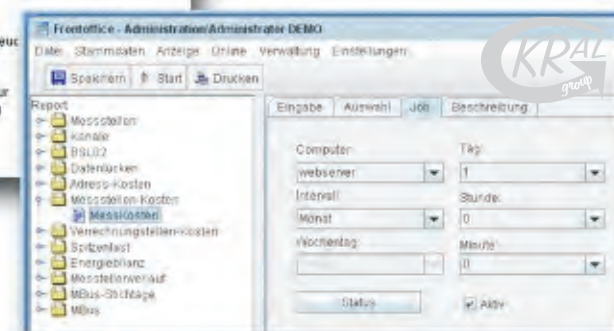 euc
ur
Frontoffice - Administration/Administrator DEMO
Datei Stammdaten Anzeige Online Verwaltung Einstellungen
Speichern Start Drucken
KRAL
group
Report
Messstellen
Kanäle
BSL02
Datenlücken
Adress-Kosten
Messstellen-Kosten
MessKosten
Verrechnungsstellen-Kosten
Spitzenlast
Energiebilanz
Messstellenverlauf
MBus-Stichtage
MBus
Eingabe Auswahl Job Beschreibung
Computer: Tag:
webserver 1
Intervall: Stunde:
Monat 0
Wochentag: Minute:
0
Status Aktiv